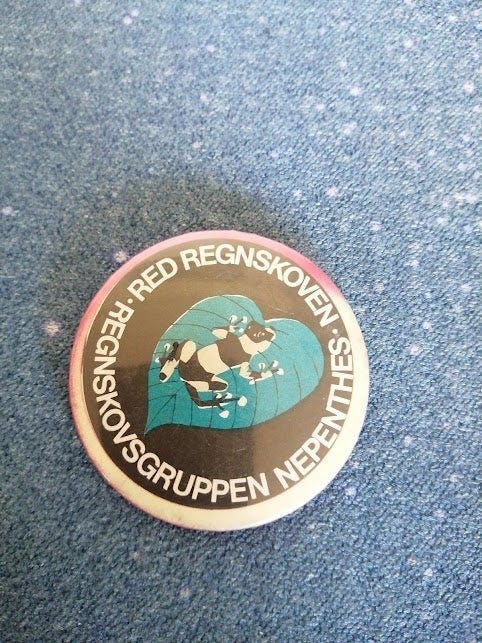 RED REGNSKOVEN
REGNSKOVSGRUPPEN NEPENTHES